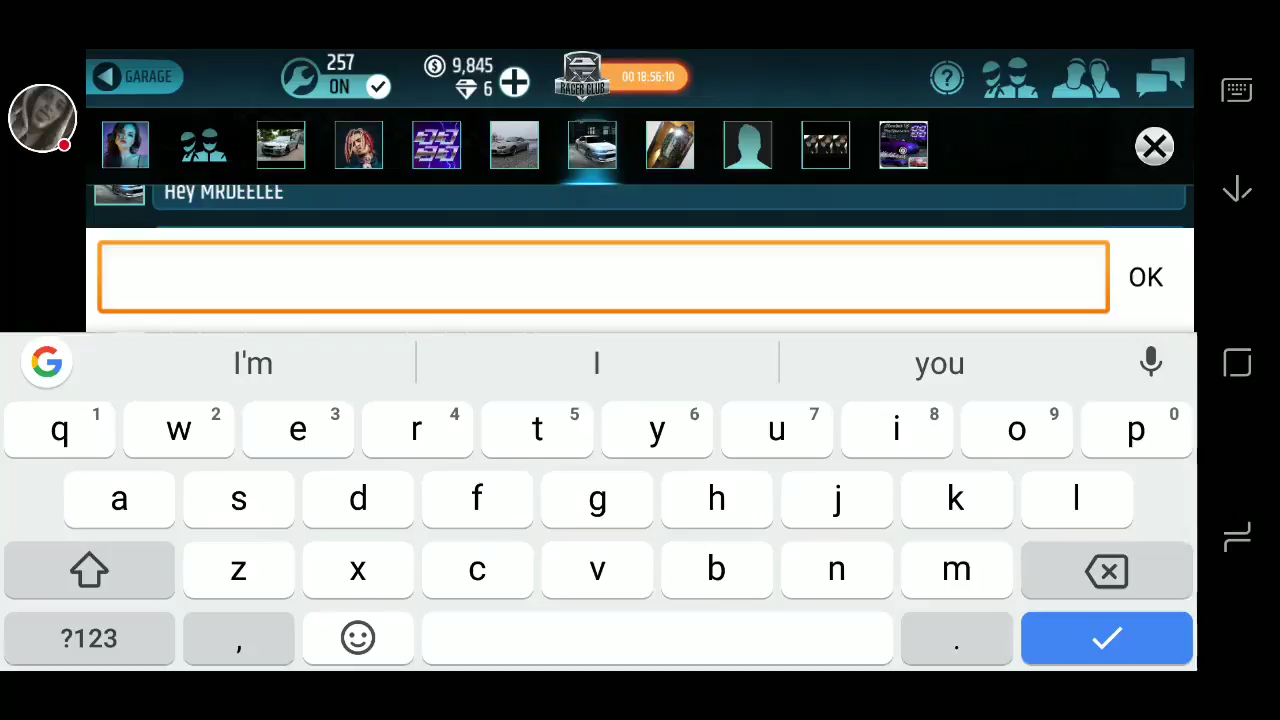 GARAGE
257
ON
9,845
6
RACER CLUB
00 18:56:10
?
Hey MRDEELEE
OK
G
I'm
I
you
q 1 w 2 e 3 r 4 t 5 y 6 u 7 i 8 o 9 p 0
a s d f g h j k l
z x c v b n m
?123 , .